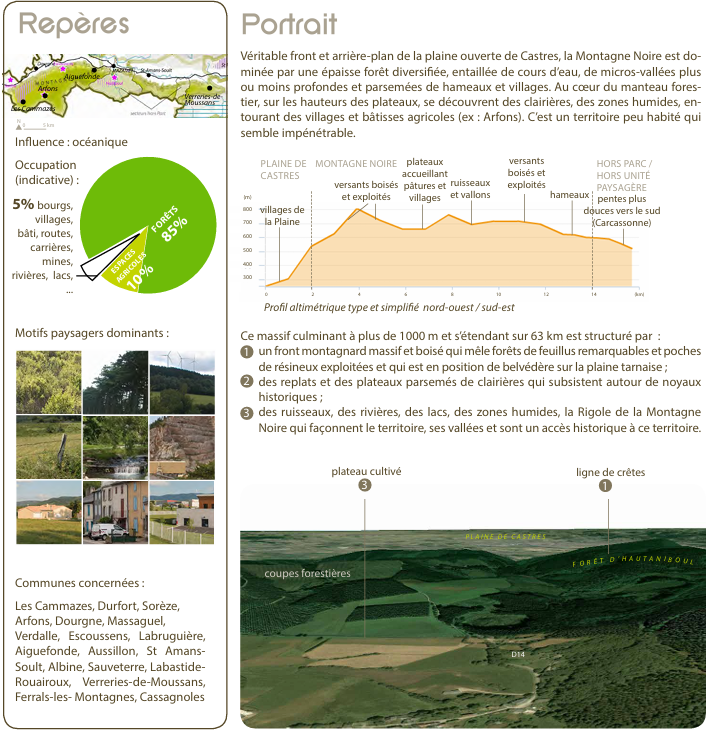 Repères
Aiguefonde
St Amans-Soult
Arfons
Les Cammazes
Verreries-de-
Moussans
secteurs hors Parc
N
0
5 km
Influence : océanique
Occupation
(indicative) :
5% bourgs,
villages,
bâti, routes,
carrières,
mines,
rivières, lacs,
...
FORÊTS
85%
ESPACES
AGRICOLES
10%
Motifs paysagers dominants :
Communes concernées :
Les Cammazes, Durfort, Sorèze,
Arfons, Dourgne, Massaguel,
Verdalle, Escoussens, Labruguière,
Aiguefonde, Aussillon, St Amans-
Soult, Albine, Sauveterre, Labastide-
Rouairoux, Verreries-de-Moussans,
Ferrals-les- Montagnes, Cassagnoles
Portrait
Véritable front et arrière-plan de la plaine ouverte de Castres, la Montagne Noire est do-
minée par une épaisse forêt diversifiée, entaillée de cours d'eau, de micros-vallées plus
ou moins profondes et parsemées de hameaux et villages. Au cœur du manteau fores-
tier, sur les hauteurs des plateaux, se découvrent des clairières, des zones humides, en-
tourant des villages et bâtisses agricoles (ex : Arfons). C'est un territoire peu habité qui
semble impénétrable.
PLAINE DE
CASTRES
MONTAGNE NOIRE
HORS PARC /
HORS UNITÉ
PAYSAGÈRE
villages de
la Plaine
versants boisés
et exploités
plateaux
accueillant
pâtures et
villages
ruisseaux
et vallons
versants
boisés et
exploités
hameaux
pentes plus
douces vers le sud
(Carcassonne)
(m)
800
700
600
500
400
300
0 2 4 6 8 10 12 14 (km)
Profil altimétrique type et simplifié nord-ouest / sud-est
Ce massif culminant à plus de 1000 m et s'étendant sur 63 km est structuré par :
1 un front montagnard massif et boisé qui mêle forêts de feuillus remarquables et poches
de résineux exploitées et qui est en position de belvédère sur la plaine tarnaise ;
2 des replats et des plateaux parsemés de clairières qui subsistent autour de noyaux
historiques ;
3 des ruisseaux, des rivières, des lacs, des zones humides, la Rigole de la Montagne
Noire qui façonnent le territoire, ses vallées et sont un accès historique à ce territoire.
plateau cultivé
3
ligne de crêtes
1
PLAINE DE CASTRES
FORÊT D'HAUTANIBOUL
coupes forestières
D14